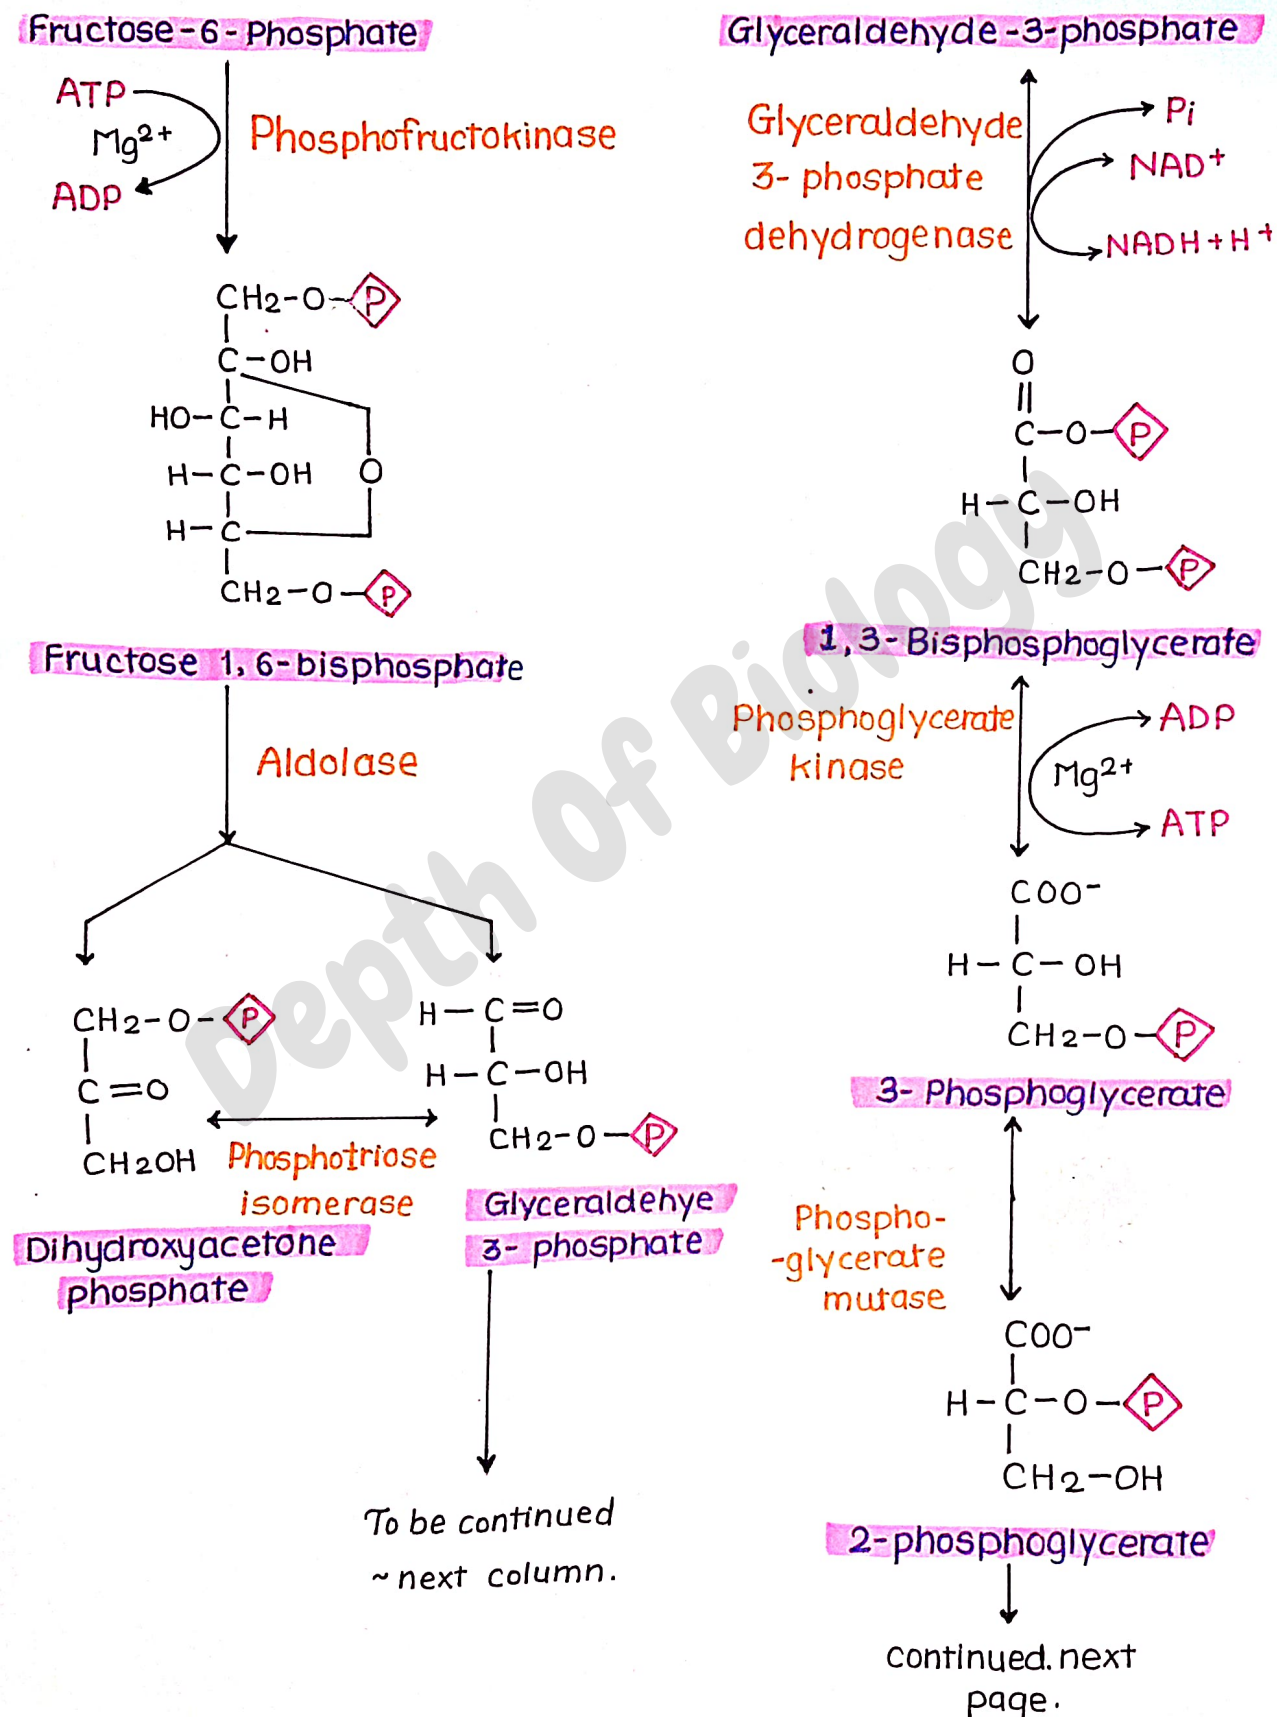 Fructose-6-Phosphate
ATP
Mg2+
ADP
Phosphofructokinase
CH2-O-P
C-OH
HO-C-H
H-C-OH
O
H-C
CH2-O-P
Fructose 1,6-bisphosphate
Aldolase
CH2-O-P
C=O
CH2OH
Dihydroxyacetone
phosphate
Phosphotriose
isomerase
H-C=O
H-C-OH
CH2-O-P
Glyceraldehye
3-phosphate
To be continued
~next column.
Glyceraldehyde-3-phosphate
Glyceraldehyde
3-phosphate
dehydrogenase
Pi
NAD+
NADH+H+
O
C-O-P
H-C-OH
CH2-O-P
1,3-Bisphosphoglycerate
Phosphoglycerate
kinase
ADP
Mg2+
ATP
COO-
H-C-OH
CH2-O-P
3-Phosphoglycerate
Phospho-
-glycerate
mutase
COO-
H-C-O-P
CH2-OH
2-phosphoglycerate
continued.next
page.
Depth Of Biology